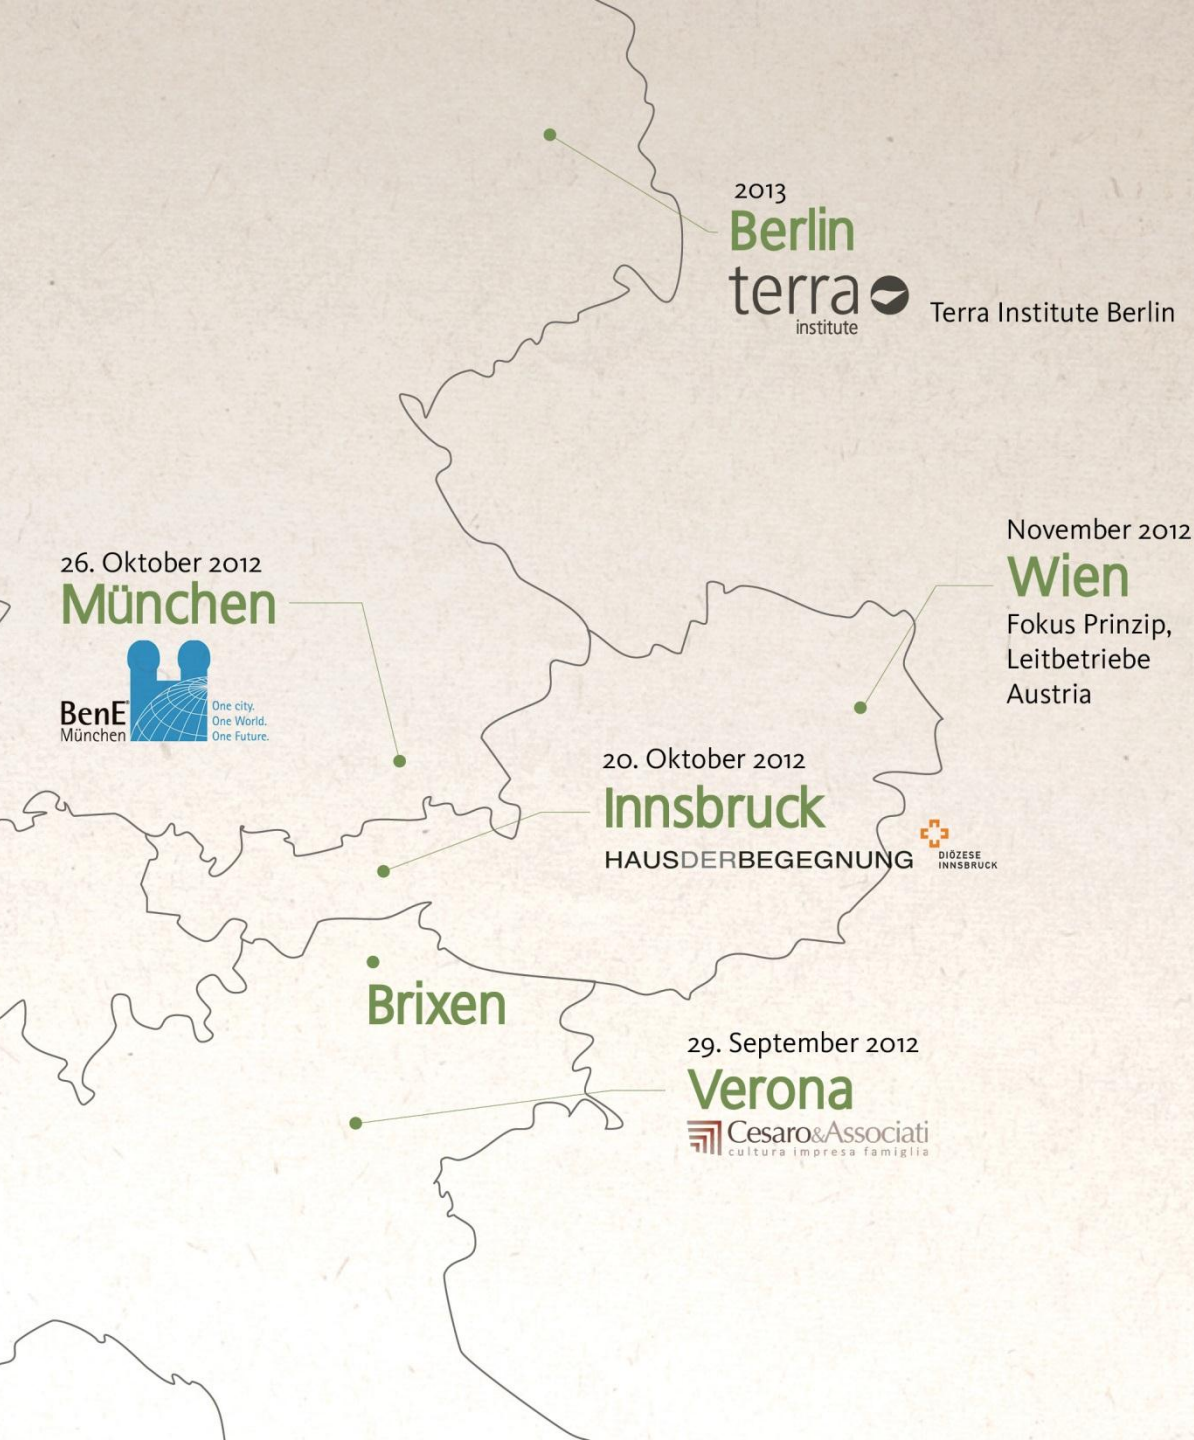 2013
Berlin
terra
institute
Terra Institute Berlin
November 2012
Wien
Fokus Prinzip,
Leitbetriebe
Austria
26. Oktober 2012
München
BenE
München
One city.
One World.
One Future.
20. Oktober 2012
Innsbruck
HAUSDERBEGEGNUNG
DIÖZESE
INNSBRUCK
Brixen
29. September 2012
Verona
Cesaro&Associati
cultura impresa famiglia